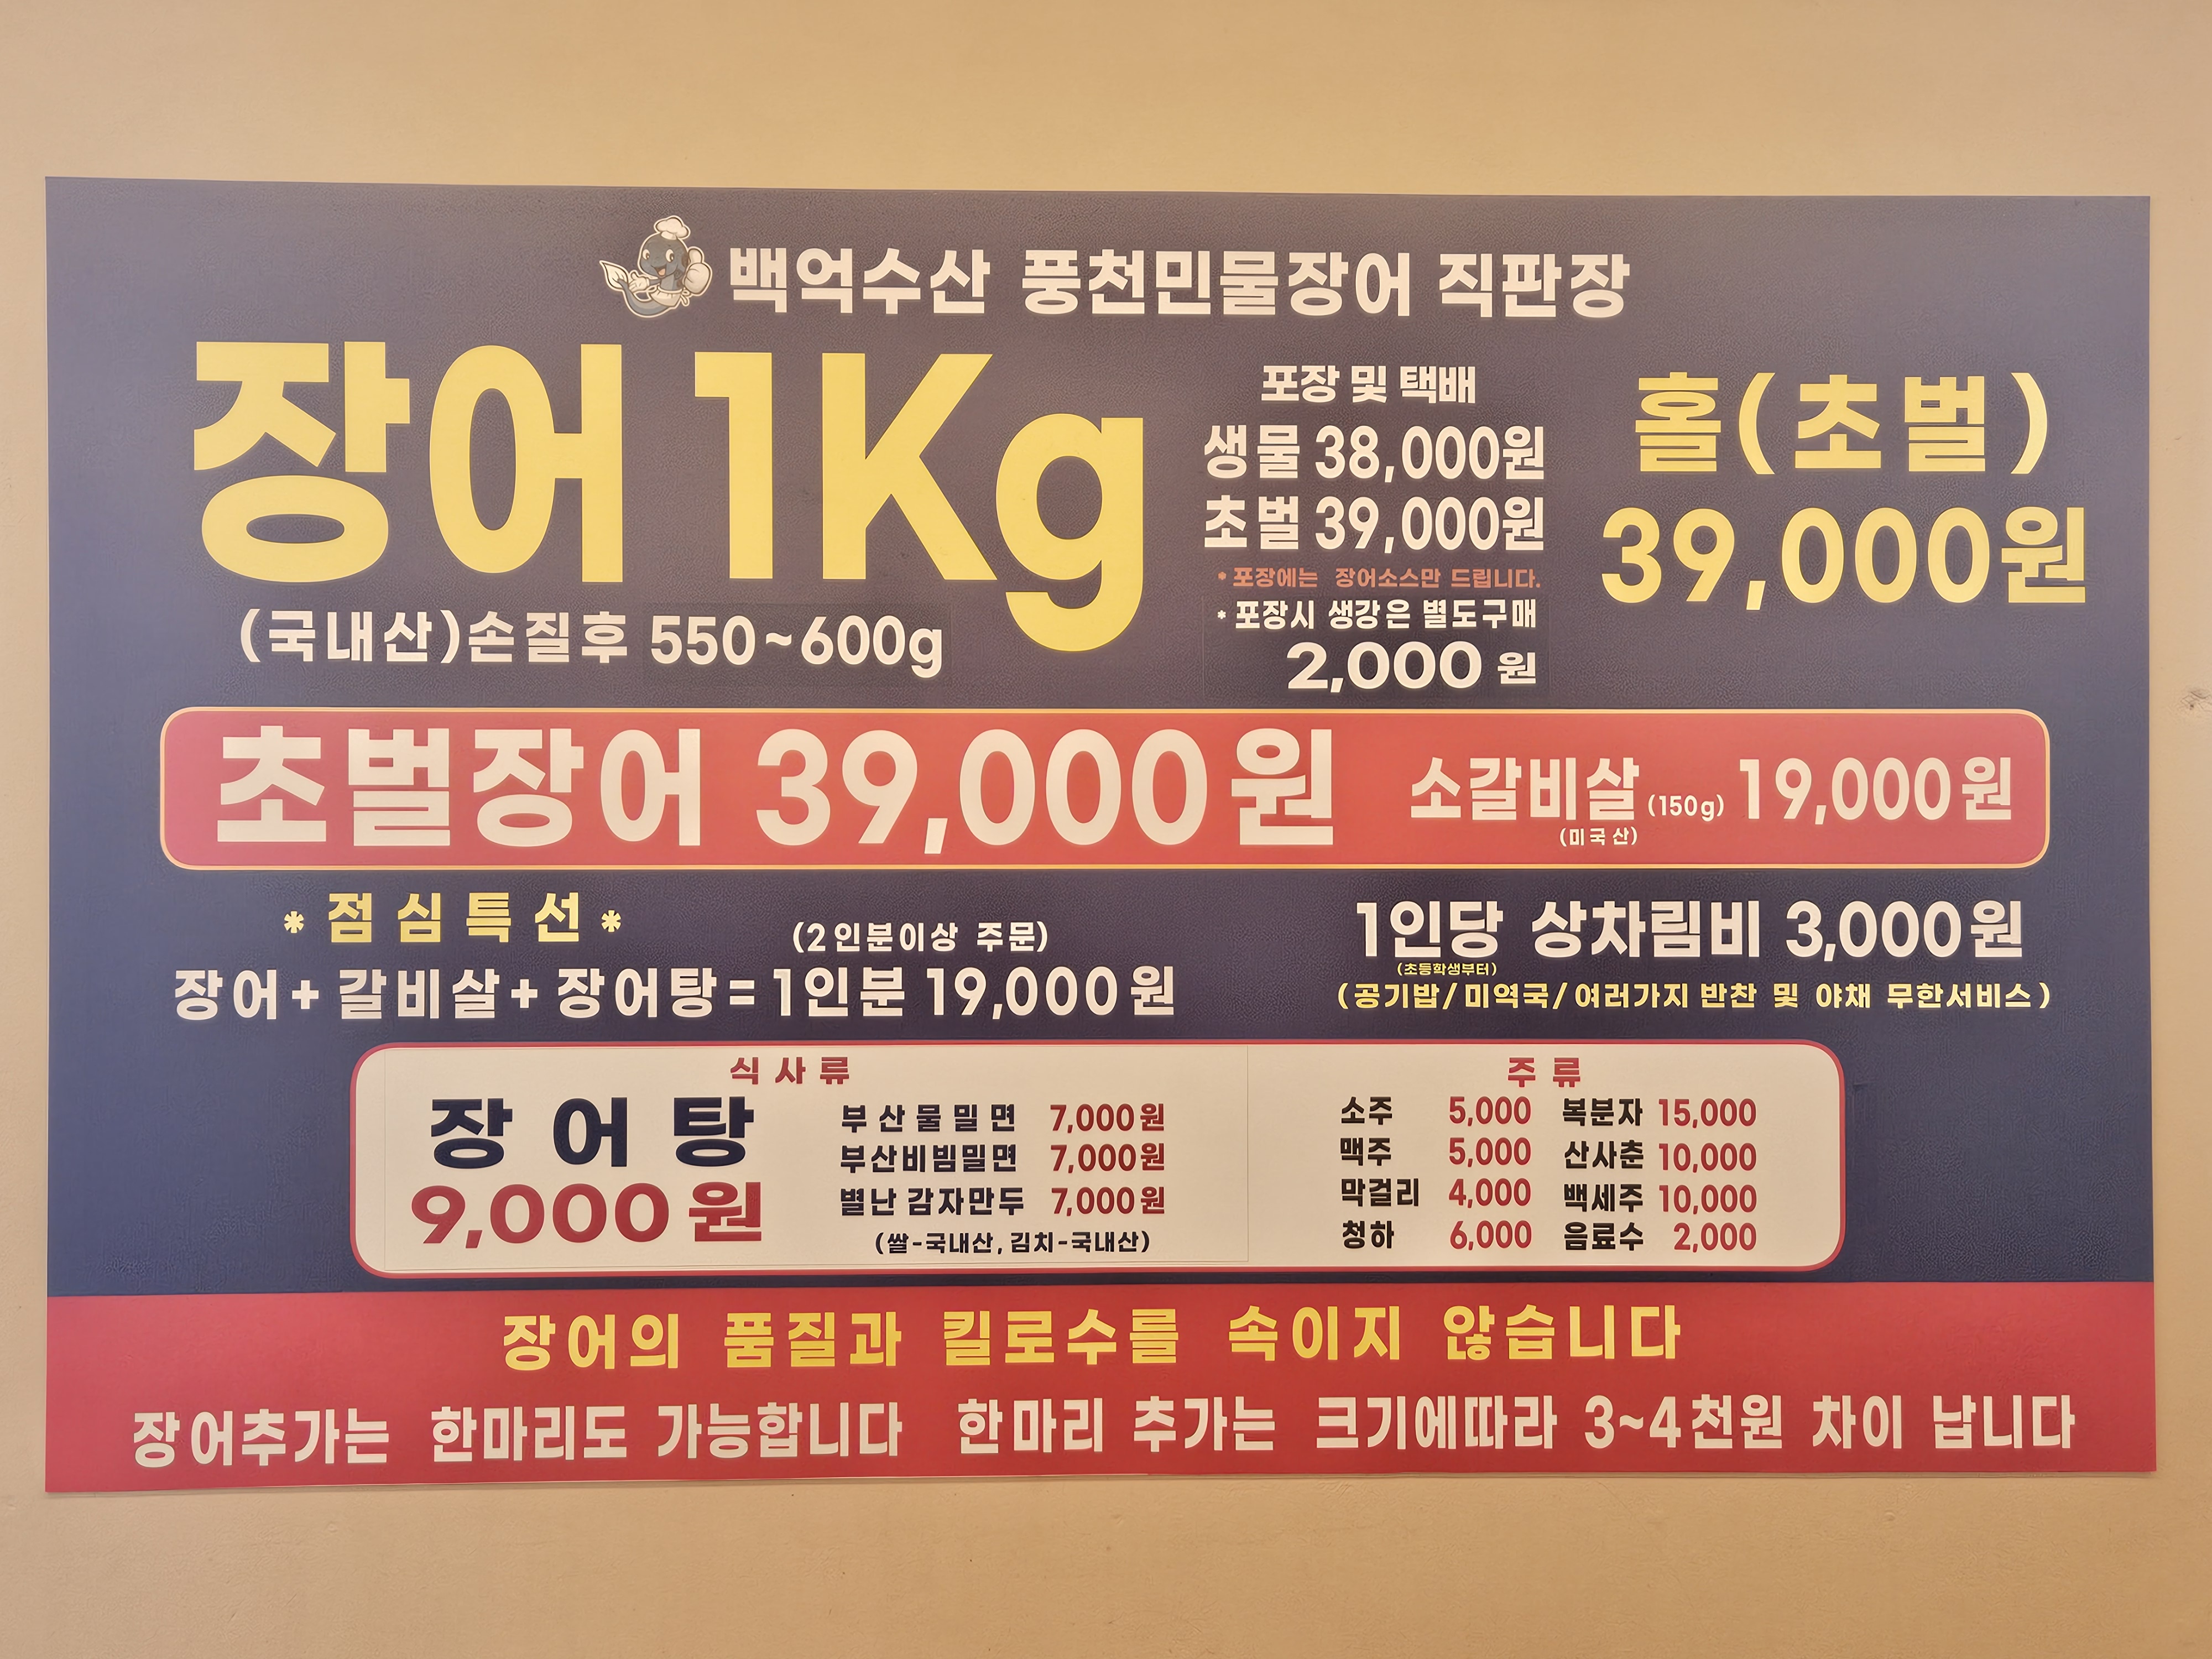 백억수산 풍천민물장어 직판장
장어 1Kg
(국내산)손질후 550~600g
포장 및 택배
생물 38,000원
초벌 39,000원
* 포장에는 장어소스만 드립니다.
* 포장시 생강은 별도구매
2,000 원
홀(초벌)
39,000원
초벌장어 39,000원
소갈비살 (150g) 19,000원
(미국산)
* 점심특선 *
(2인분이상 주문)
장어+갈비살+장어탕=1인분 19,000원
1인당 상차림비 3,000원
(초등학생부터)
(공기밥/미역국/여러가지 반찬 및 야채 무한서비스)
식사류
장어탕
9,000원
부산물밀면 7,000원
부산비빔밀면 7,000원
별난 감자만두 7,000원
(쌀-국내산, 김치-국내산)
주류
소주 5,000 복분자 15,000
맥주 5,000 산사춘 10,000
막걸리 4,000 백세주 10,000
청하 6,000 음료수 2,000
장어의 품질과 킬로수를 속이지 않습니다
장어추가는 한마리도 가능합니다 한마리 추가는 크기에따라 3~4천원 차이 납니다